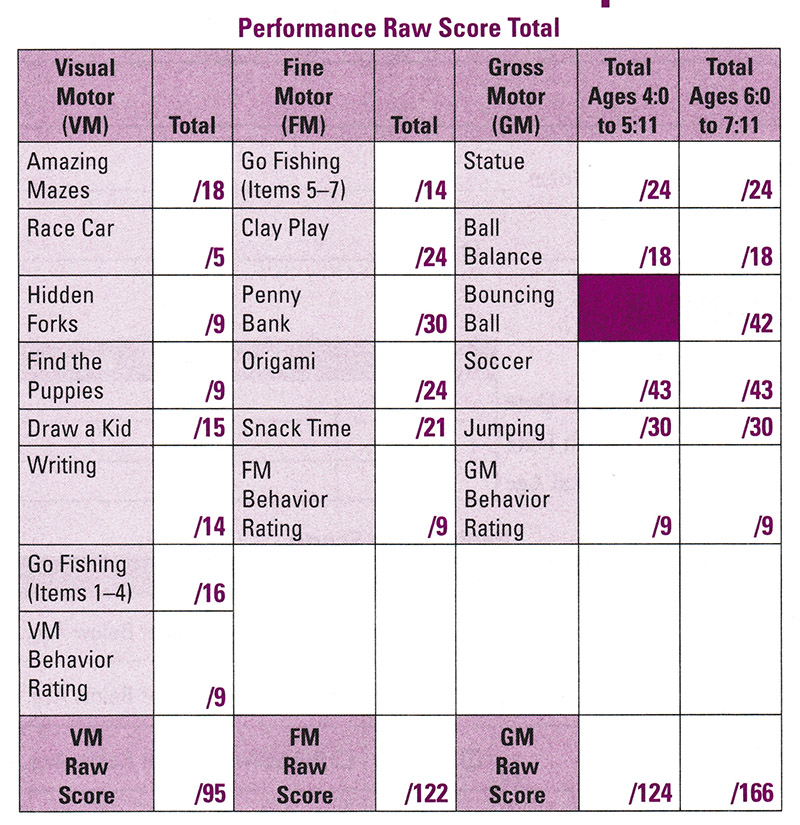 Performance Raw Score Total
Visual Motor (VM) Total Fine Motor (FM) Total Gross Motor (GM) Total Ages 4:0 to 5:11 Total Ages 6:0 to 7:11
Amazing Mazes /18 Go Fishing (Items 5–7) /14 Statue /24 /24
Race Car /5 Clay Play /24 Ball Balance /18 /18
Hidden Forks /9 Penny Bank /30 Bouncing Ball /42
Find the Puppies /9 Origami /24 Soccer /43 /43
Draw a Kid /15 Snack Time /21 Jumping /30 /30
Writing /14 FM Behavior Rating /9 GM Behavior Rating /9 /9
Go Fishing (Items 1–4) /16
VM Behavior Rating /9
VM Raw Score /95 FM Raw Score /122 GM Raw Score /124 /166